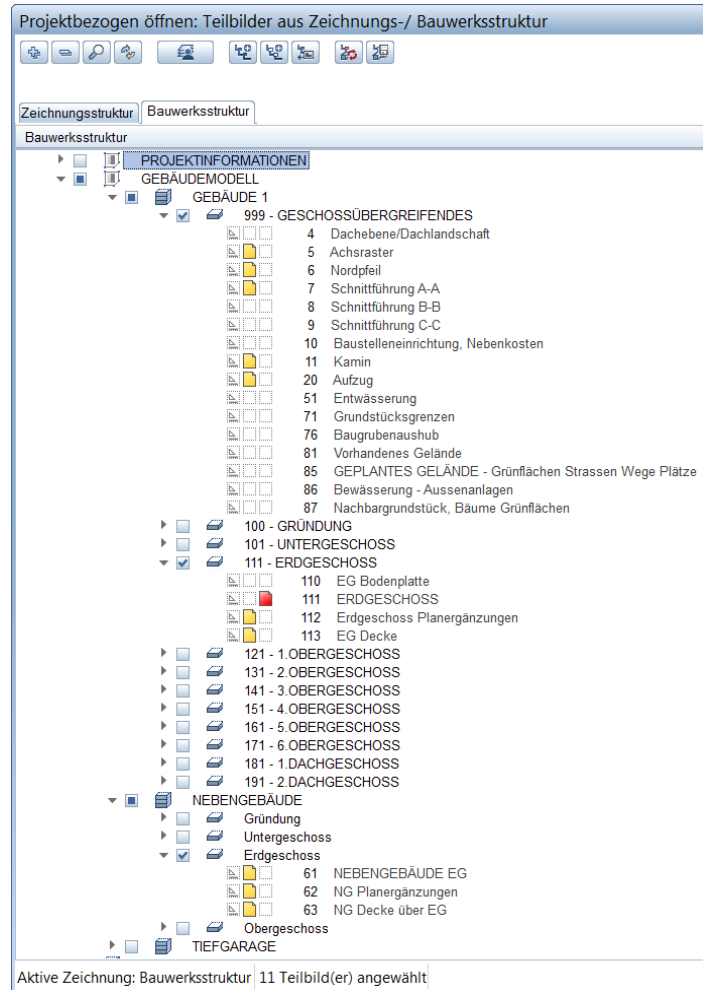 Projektbezogen öffnen: Teilbilder aus Zeichnungs-/ Bauwerksstruktur
Zeichnungsstruktur Bauwerksstruktur
Bauwerksstruktur
PROJEKTINFORMATIONEN
GEBÄUDEMODELL
GEBÄUDE 1
999 - GESCHOSSÜBERGREIFENDES
4 Dachebene/Dachlandschaft
5 Achsraster
6 Nordpfeil
7 Schnittführung A-A
8 Schnittführung B-B
9 Schnittführung C-C
10 Baustelleneinrichtung, Nebenkosten
11 Kamin
20 Aufzug
51 Entwässerung
71 Grundstücksgrenzen
76 Baugrubenaushub
81 Vorhandenes Gelände
85 GEPLANTES GELÄNDE - Grünflächen Strassen Wege Plätze
86 Bewässerung - Aussenanlagen
87 Nachbargrundstück, Bäume Grünflächen
100 - GRÜNDUNG
101 - UNTERGESCHOSS
111 - ERDGESCHOSS
110 EG Bodenplatte
111 ERDGESCHOSS
112 Erdgeschoss Planergänzungen
113 EG Decke
121 - 1.OBERGESCHOSS
131 - 2.OBERGESCHOSS
141 - 3.OBERGESCHOSS
151 - 4.OBERGESCHOSS
161 - 5.OBERGESCHOSS
171 - 6.OBERGESCHOSS
181 - 1.DACHGESCHOSS
191 - 2.DACHGESCHOSS
NEBENGEBÄUDE
Gründung
Untergeschoss
Erdgeschoss
61 NEBENGEBÄUDE EG
62 NG Planergänzungen
63 NG Decke über EG
Obergeschoss
TIEFGARAGE
Aktive Zeichnung: Bauwerksstruktur 11 Teilbild(er) angewählt